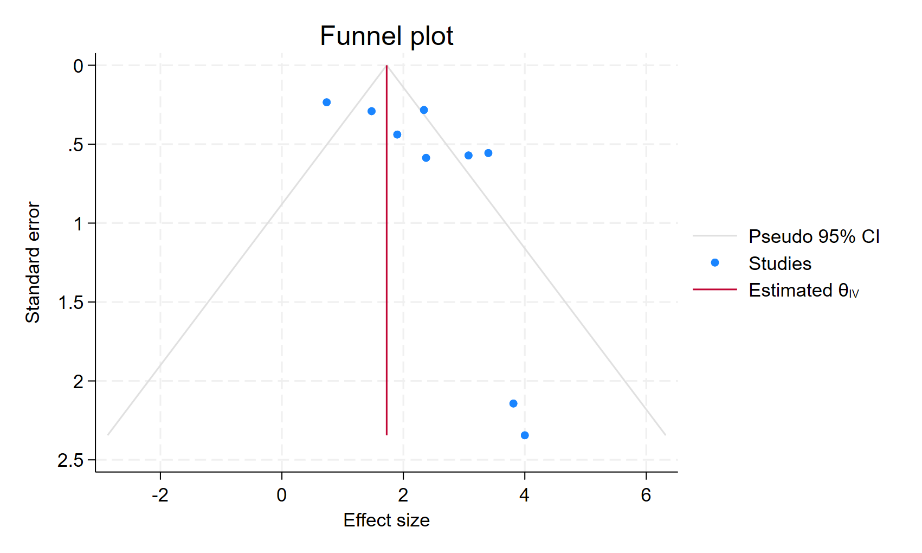 Funnel plot
0
.5
1
1.5
2
2.5
Standard error
-2 0 2 4 6
Effect size
Pseudo 95% CI
Studies
Estimated θIV